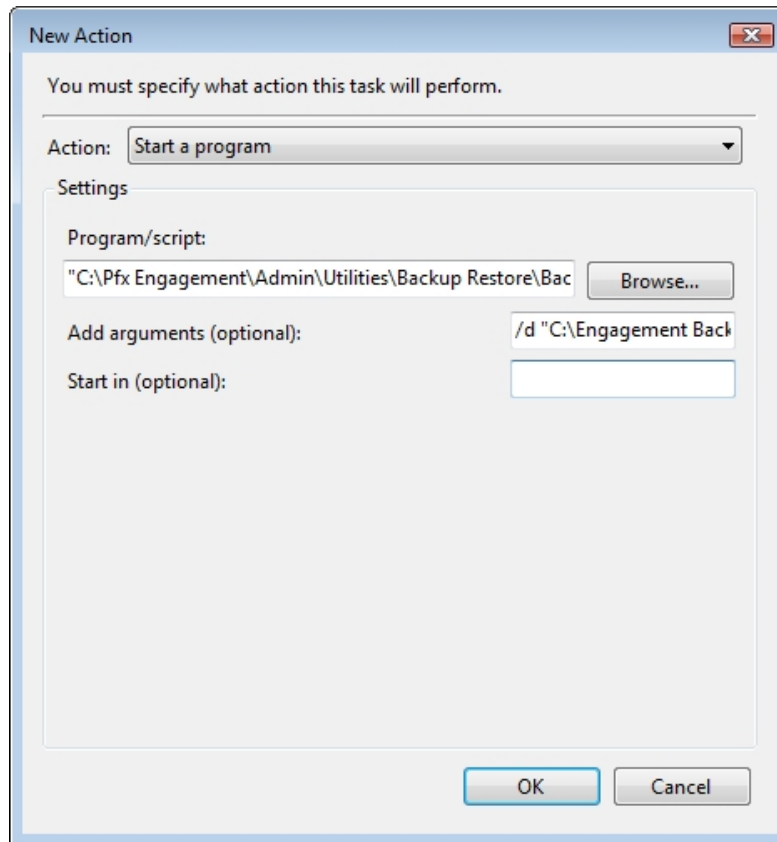 New Action
You must specify what action this task will perform.
Action: Start a program
Settings
Program/script:
"C:\Pfx Engagement\Admin\Utilities\Backup Restore\Bac Browse...
Add arguments (optional): /d "C:\Engagement Back
Start in (optional):
OK Cancel